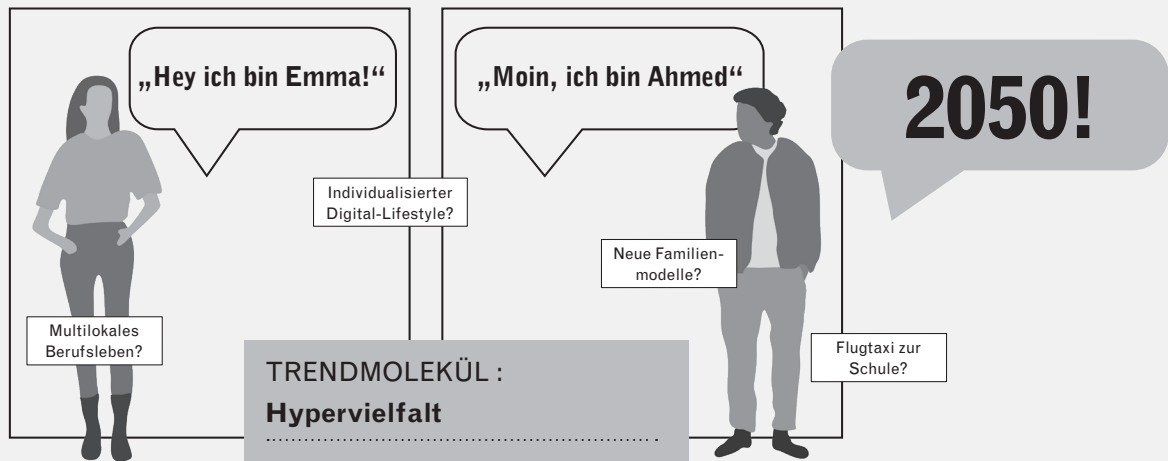 „Hey ich bin Emma!“
„Moin, ich bin Ahmed“
2050!
Individualisierter
Digital-Lifestyle?
Neue Familien-
modelle?
Multilokales
Berufsleben?
Flugtaxi zur
Schule?
TRENDMOLEKÜL :
Hypervielfalt